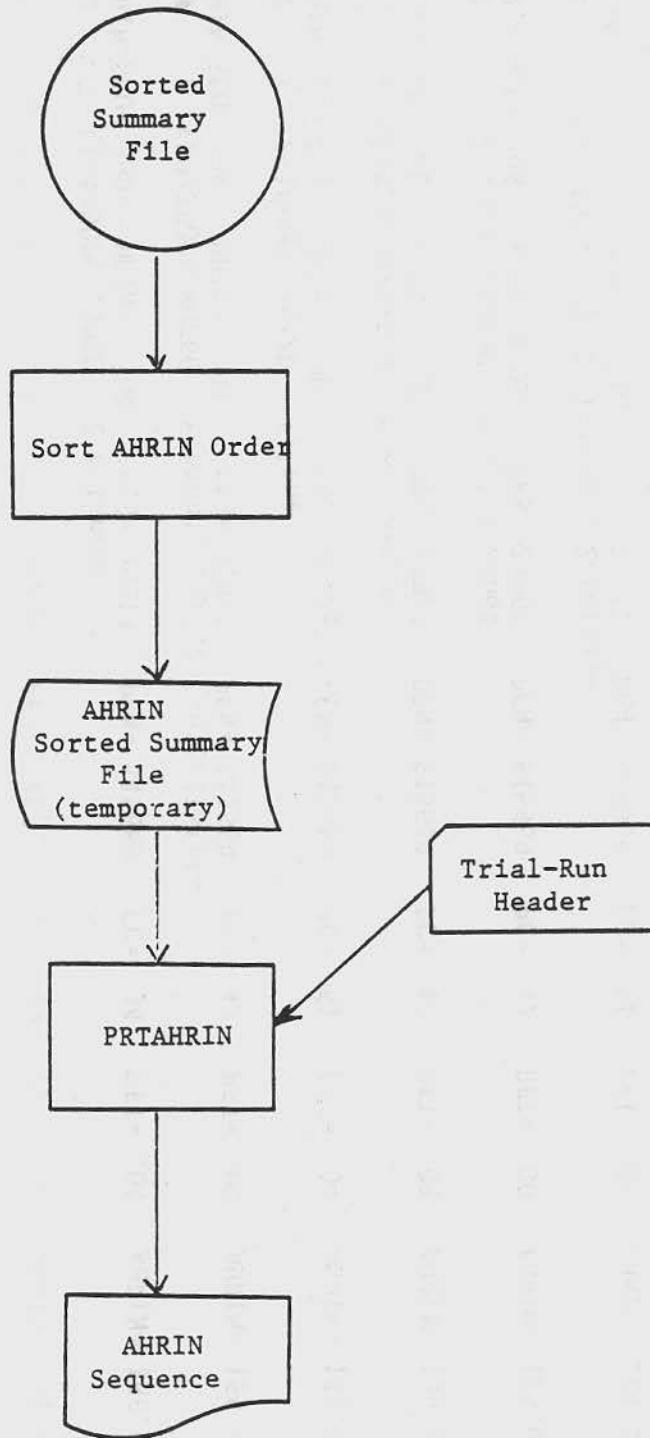 Sorted
Summary
File
Sort AHRIN Order
AHRIN
Sorted Summary
File
(temporary)
Trial-Run
Header
PRTAHRIN
AHRIN
Sequence